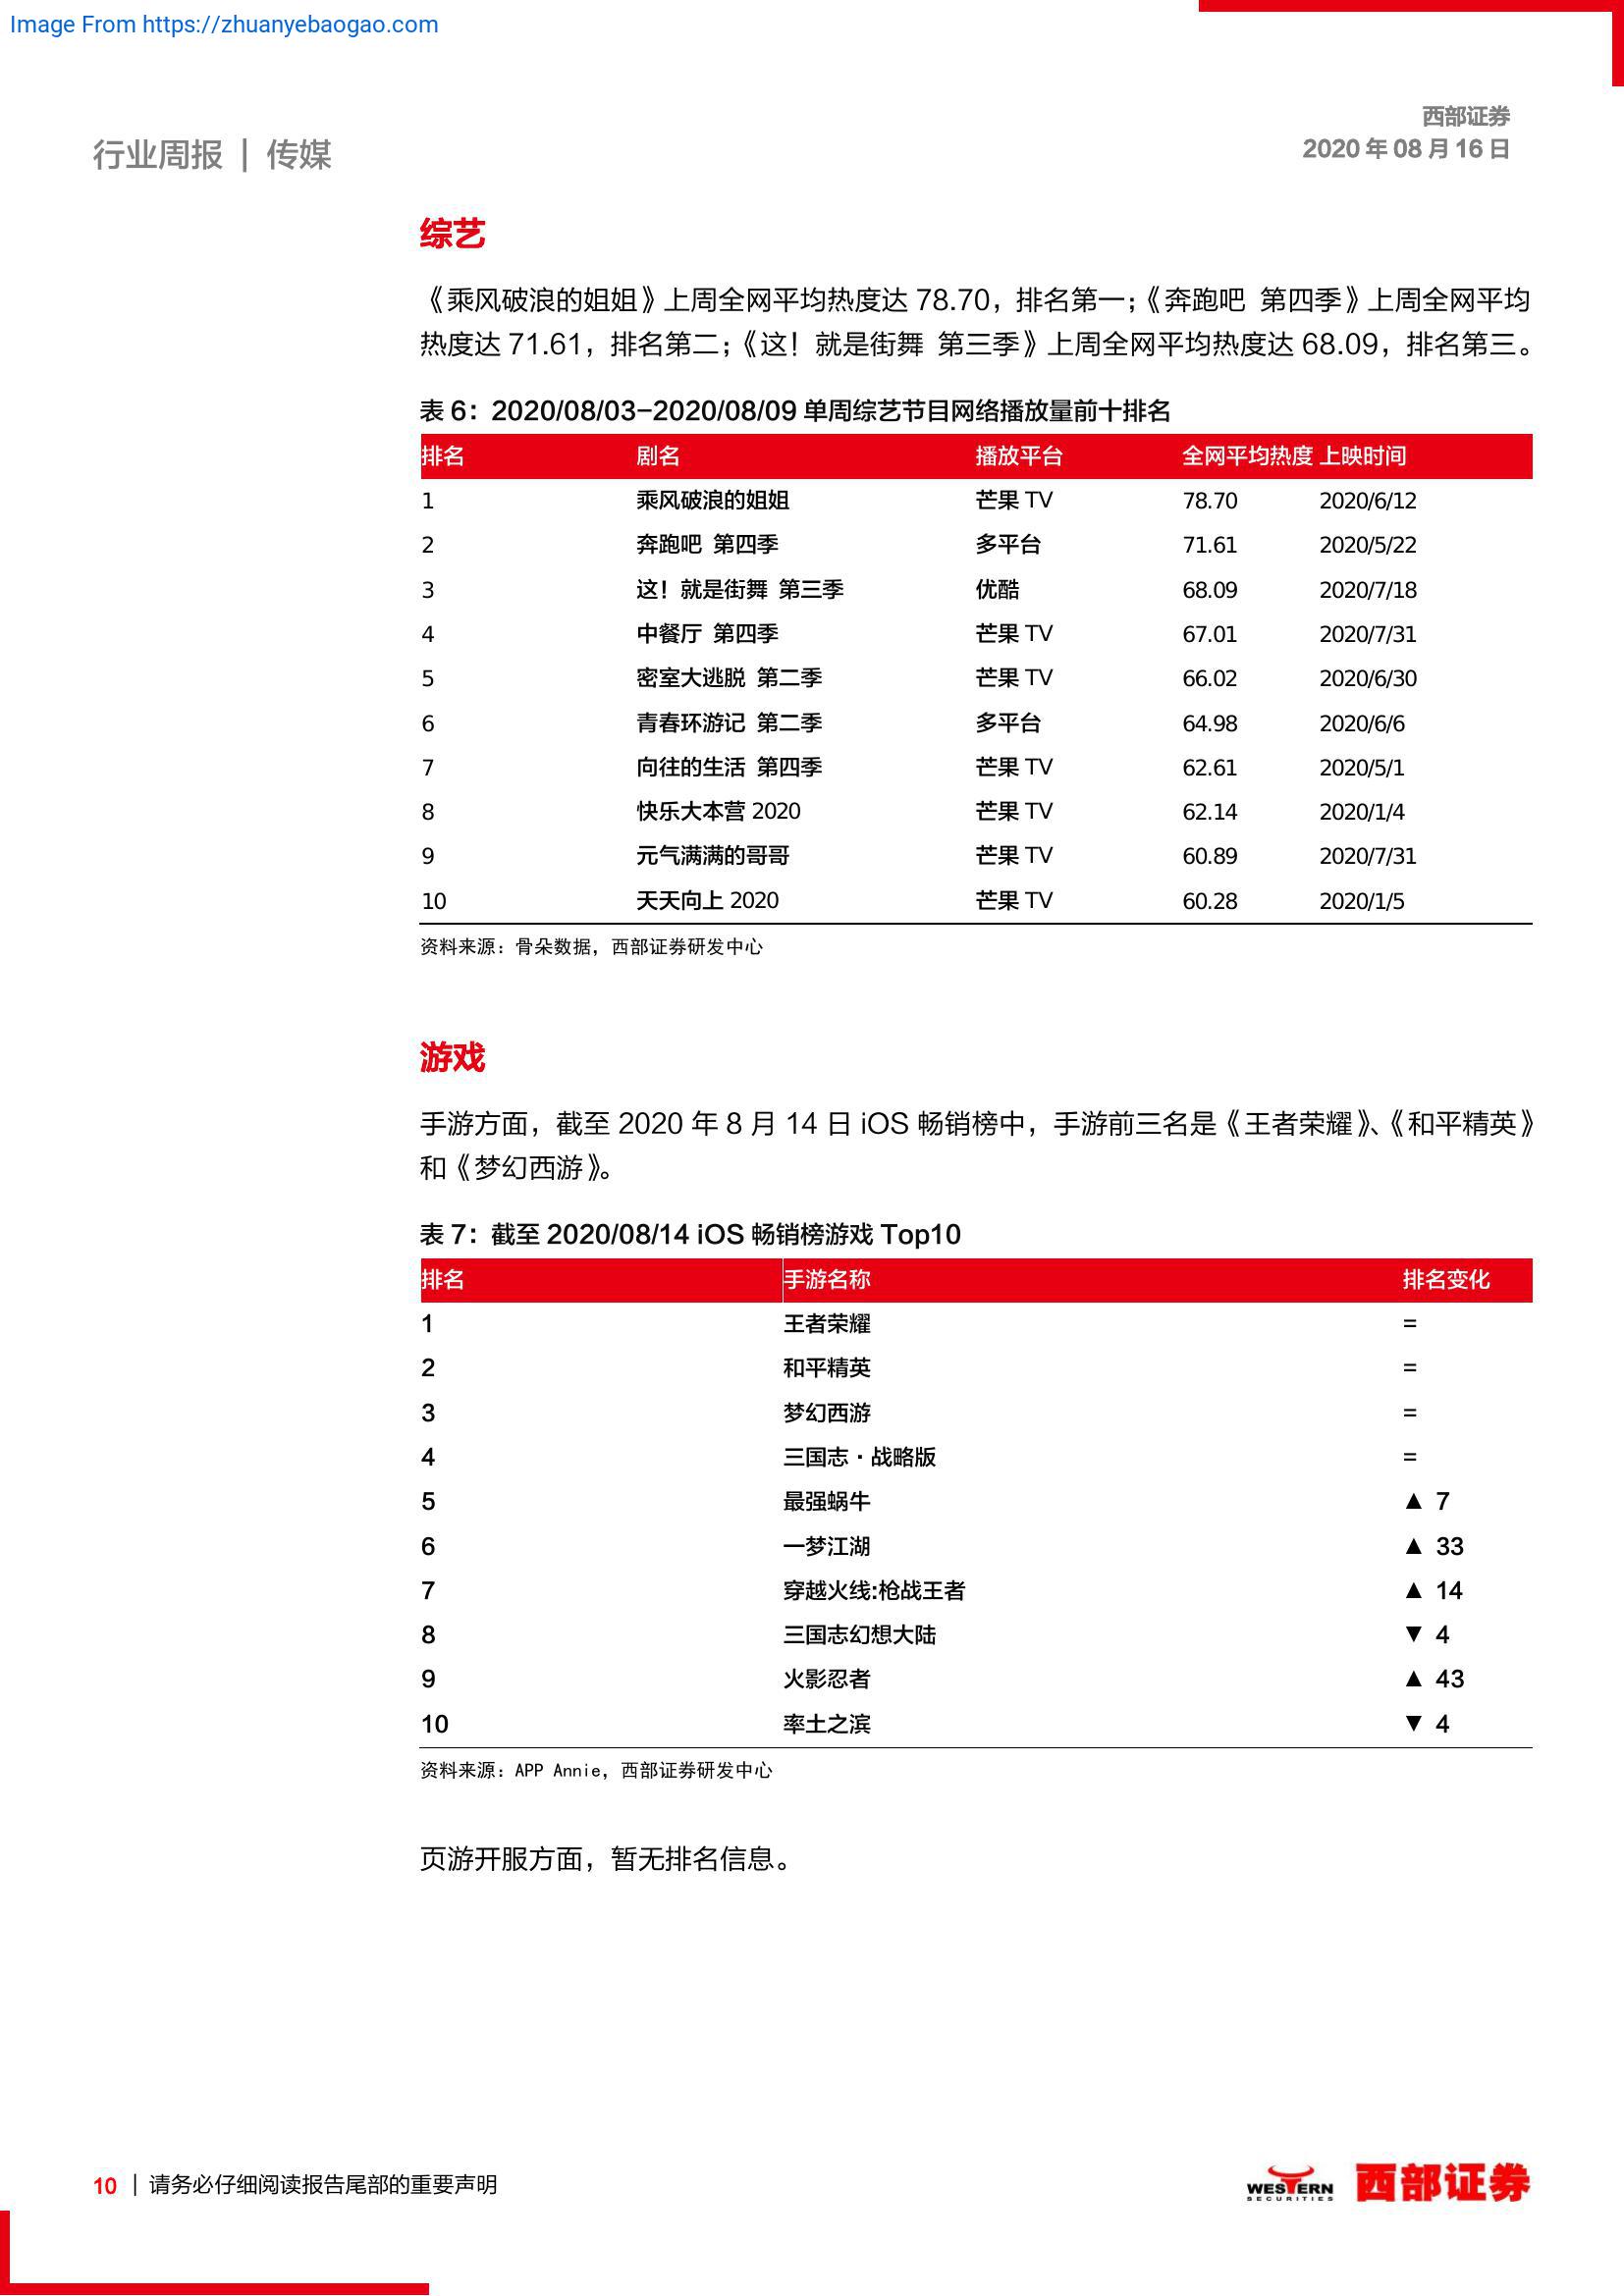 Image From https://zhuanyebaogao.com
西部证券
行业周报 | 传媒
2020 年 08 月 16 日
综艺
《乘风破浪的姐姐》上周全网平均热度达 78.70，排名第一；《奔跑吧 第四季》上周全网平均
热度达 71.61，排名第二；《这！就是街舞 第三季》上周全网平均热度达 68.09，排名第三。
表 6：2020/08/03-2020/08/09 单周综艺节目网络播放量前十排名
排名 剧名 播放平台 全网平均热度 上映时间
1 乘风破浪的姐姐 芒果 TV 78.70 2020/6/12
2 奔跑吧 第四季 多平台 71.61 2020/5/22
3 这！就是街舞 第三季 优酷 68.09 2020/7/18
4 中餐厅 第四季 芒果 TV 67.01 2020/7/31
5 密室大逃脱 第二季 芒果 TV 66.02 2020/6/30
6 青春环游记 第二季 多平台 64.98 2020/6/6
7 向往的生活 第四季 芒果 TV 62.61 2020/5/1
8 快乐大本营 2020 芒果 TV 62.14 2020/1/4
9 元气满满的哥哥 芒果 TV 60.89 2020/7/31
10 天天向上 2020 芒果 TV 60.28 2020/1/5
资料来源：骨朵数据，西部证券研发中心
游戏
手游方面，截至 2020 年 8 月 14 日 iOS 畅销榜中，手游前三名是《王者荣耀》、《和平精英》
和《梦幻西游》。
表 7：截至 2020/08/14 iOS 畅销榜游戏 Top10
排名 手游名称 排名变化
1 王者荣耀 =
2 和平精英 =
3 梦幻西游 =
4 三国志·战略版 =
5 最强蜗牛 ▲ 7
6 一梦江湖 ▲ 33
7 穿越火线:枪战王者 ▲ 14
8 三国志幻想大陆 ▼ 4
9 火影忍者 ▲ 43
10 率土之滨 ▼ 4
资料来源：APP Annie，西部证券研发中心
页游开服方面，暂无排名信息。
10 | 请务必仔细阅读报告尾部的重要声明
WESTERN
SECURITIES
西部证券